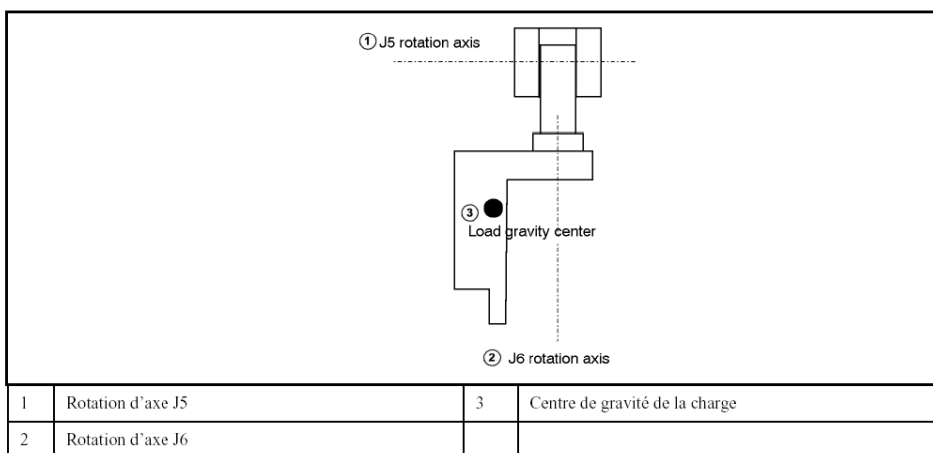 ① J5 rotation axis
③
Load gravity center
② J6 rotation axis
1 Rotation d'axe J5 3 Centre de gravité de la charge
2 Rotation d'axe J6